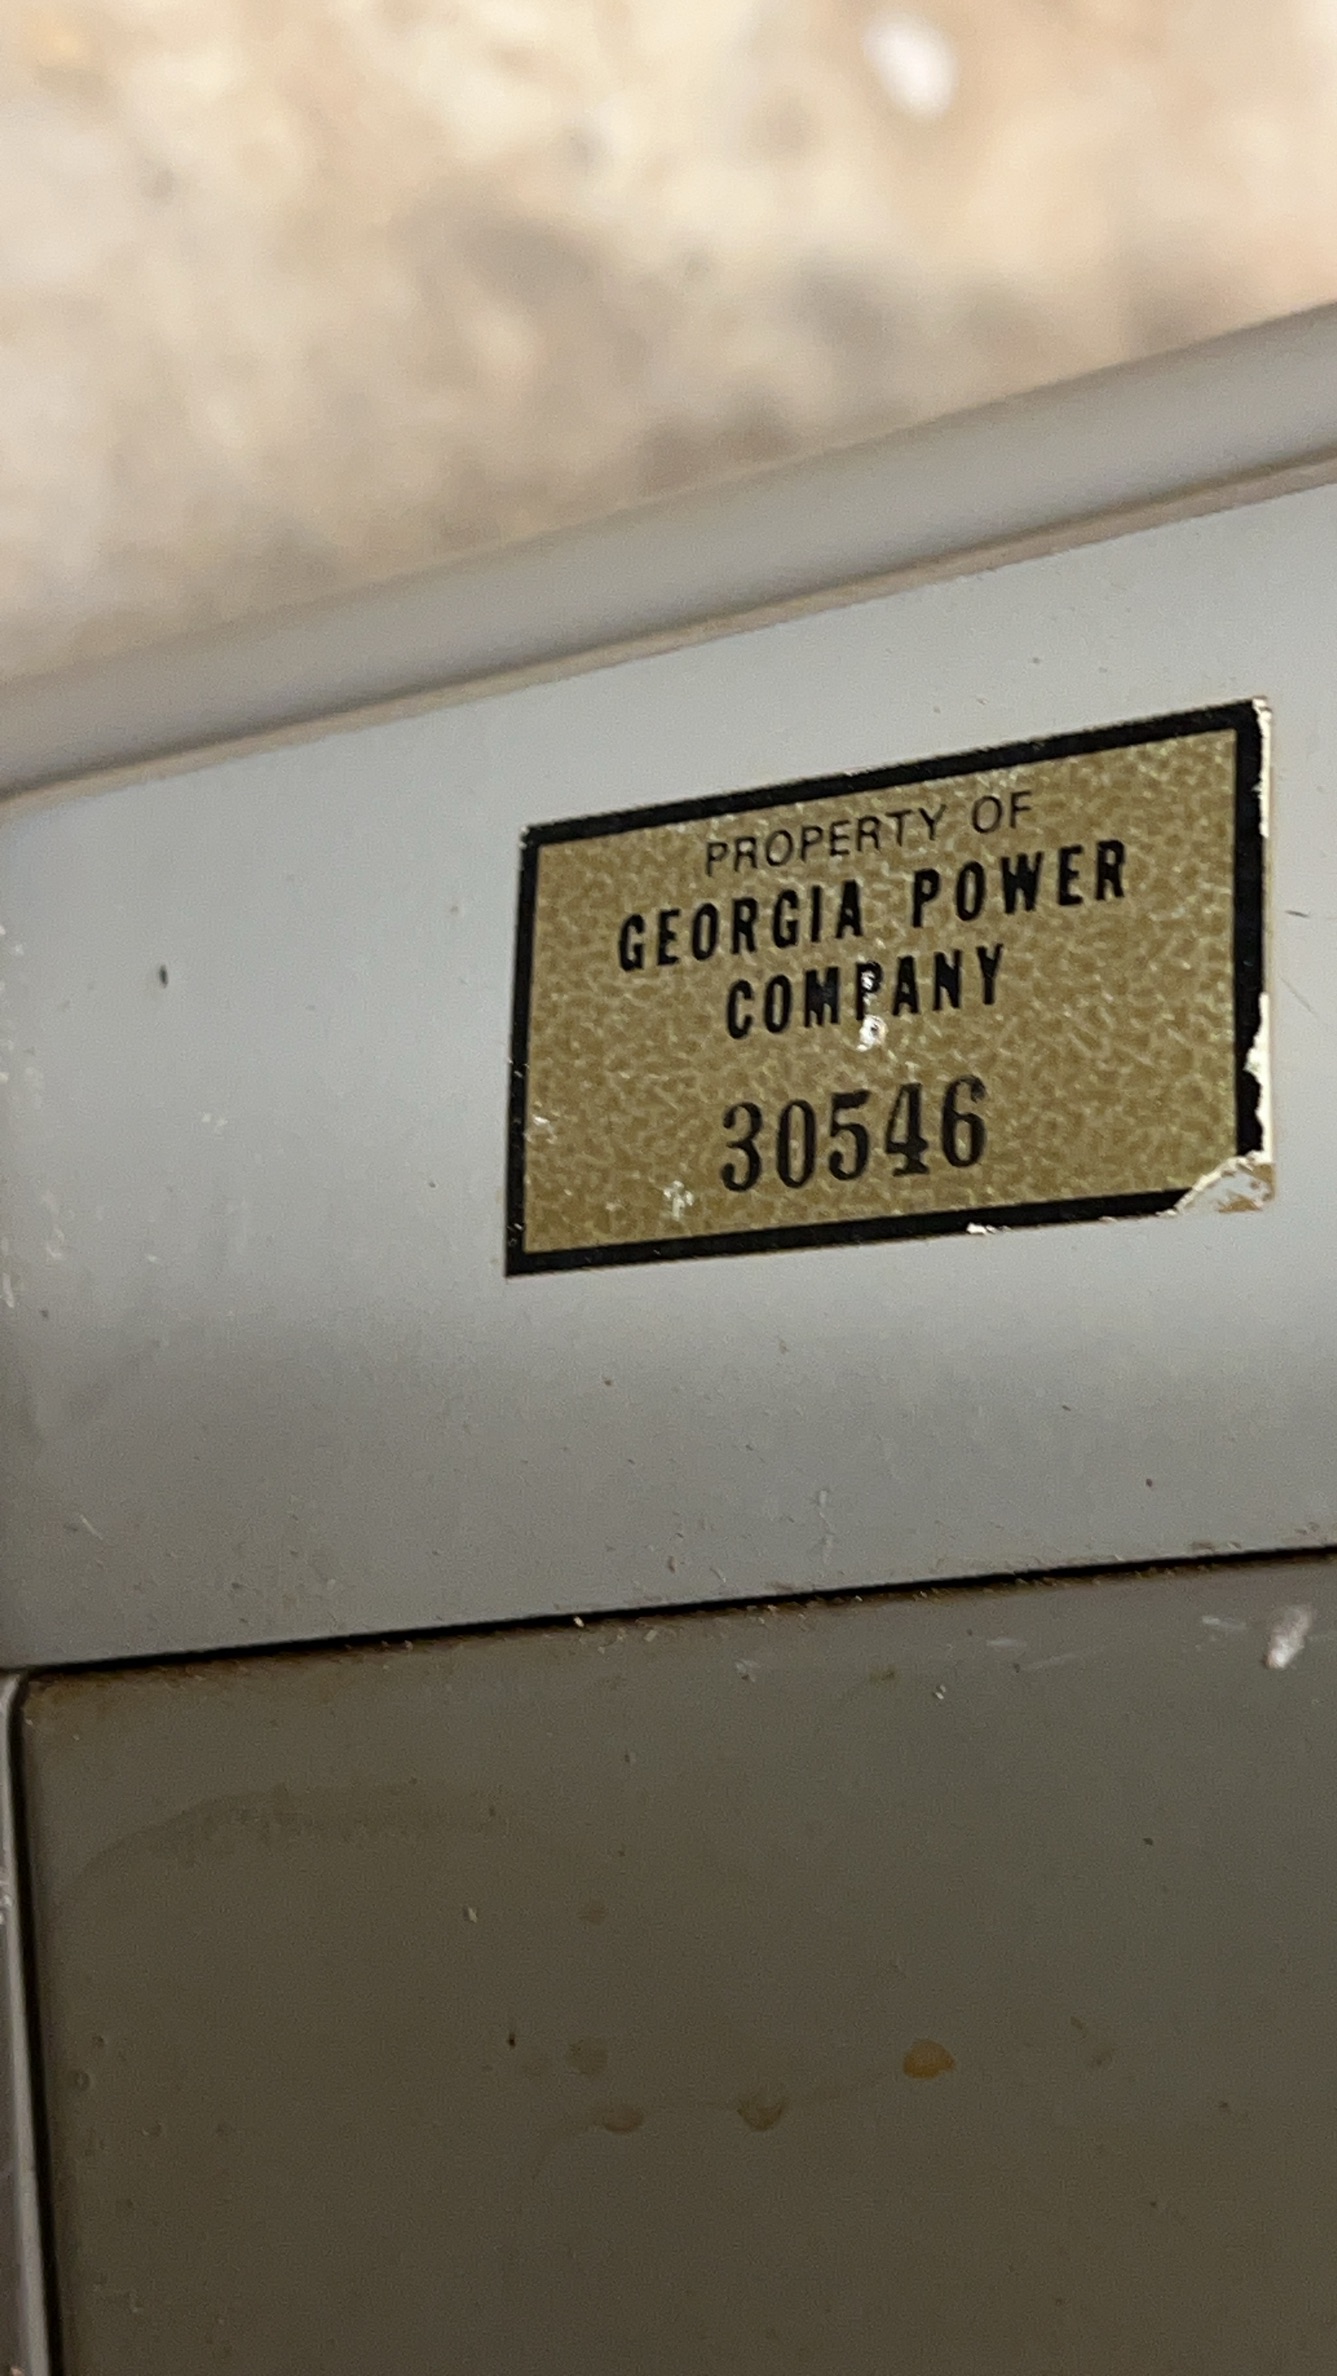 PROPERTY OF
GEORGIA POWER
COMPANY
30546